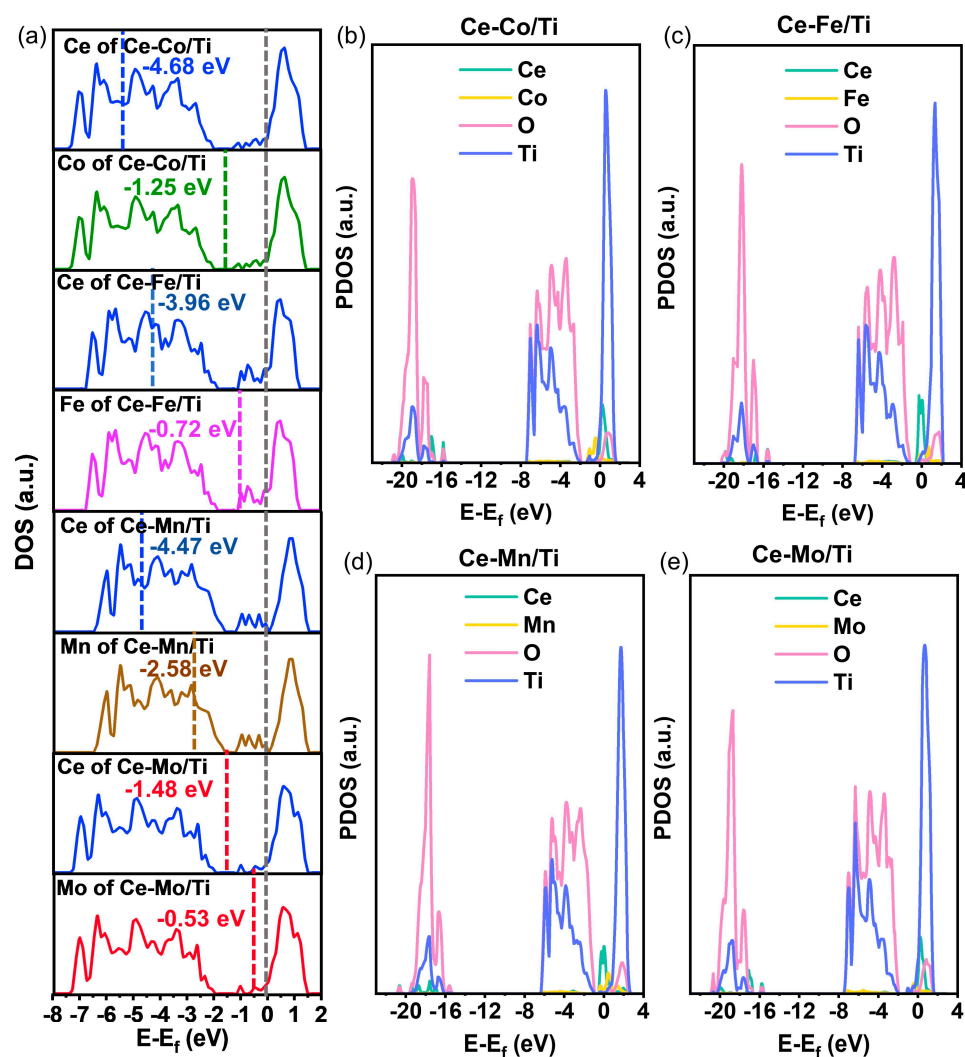 (a)
Ce of Ce-Co/Ti
-4.68 eV
Co of Ce-Co/Ti
-1.25 eV
Ce of Ce-Fe/Ti
-3.96 eV
Fe of Ce-Fe/Ti
-0.72 eV
Ce of Ce-Mn/Ti
-4.47 eV
Mn of Ce-Mn/Ti
-2.58 eV
Ce of Ce-Mo/Ti
-1.48 eV
Mo of Ce-Mo/Ti
-0.53 eV
DOS (a.u.)
-8 -7 -6 -5 -4 -3 -2 -1 0 1 2
E-Ef (eV)
(b)
Ce-Co/Ti
Ce
Co
O
Ti
PDOS (a.u.)
-20 -16 -12 -8 -4 0 4
E-Ef (eV)
(c)
Ce-Fe/Ti
Ce
Fe
O
Ti
PDOS (a.u.)
-20 -16 -12 -8 -4 0
E-Ef (eV)
(d)
Ce-Mn/Ti
Ce
Mn
O
Ti
PDOS (a.u.)
-20 -16 -12 -8 -4 0 4
E-Ef (eV)
(e)
Ce-Mo/Ti
Ce
Mo
O
Ti
PDOS (a.u.)
-20 -16 -12 -8 -4 0 4
E-Ef (eV)